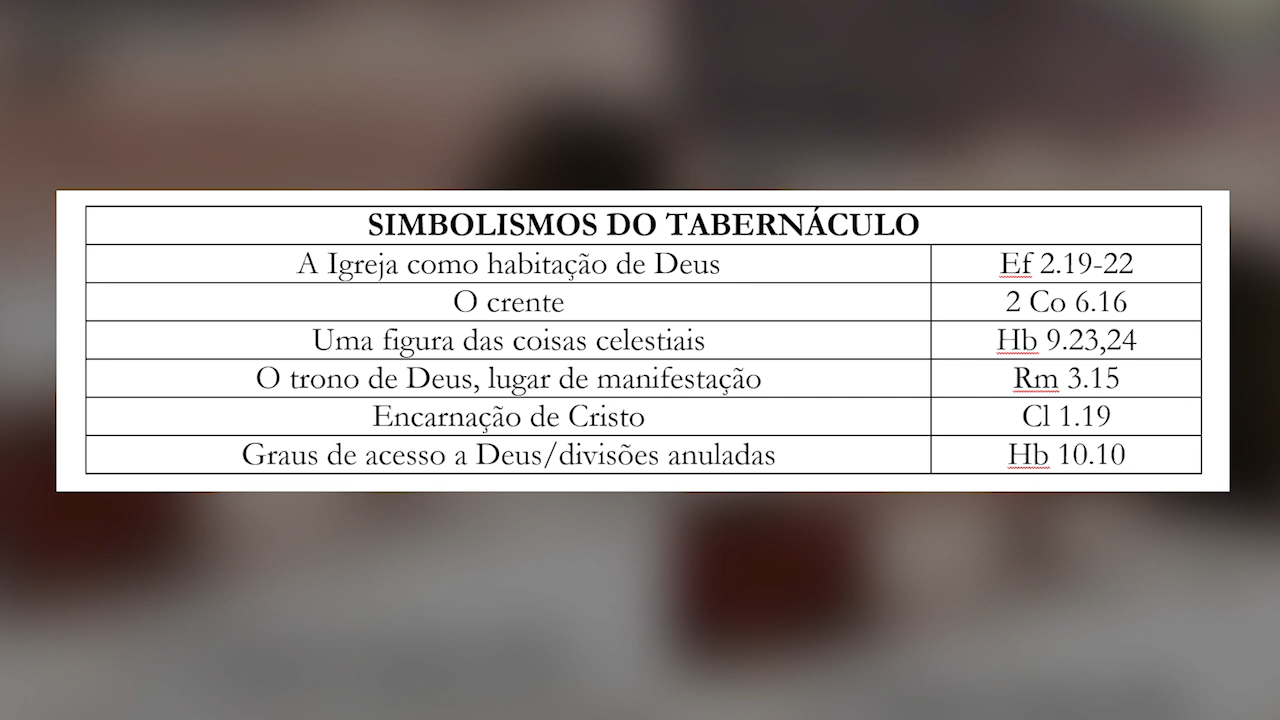 SIMBOLISMOS DO TABERNÁCULO
A Igreja como habitação de Deus Ef 2.19-22
O crente 2 Co 6.16
Uma figura das coisas celestiais Hb 9.23,24
O trono de Deus, lugar de manifestação Rm 3.15
Encarnação de Cristo Cl 1.19
Graus de acesso a Deus/divisões anuladas Hb 10.10